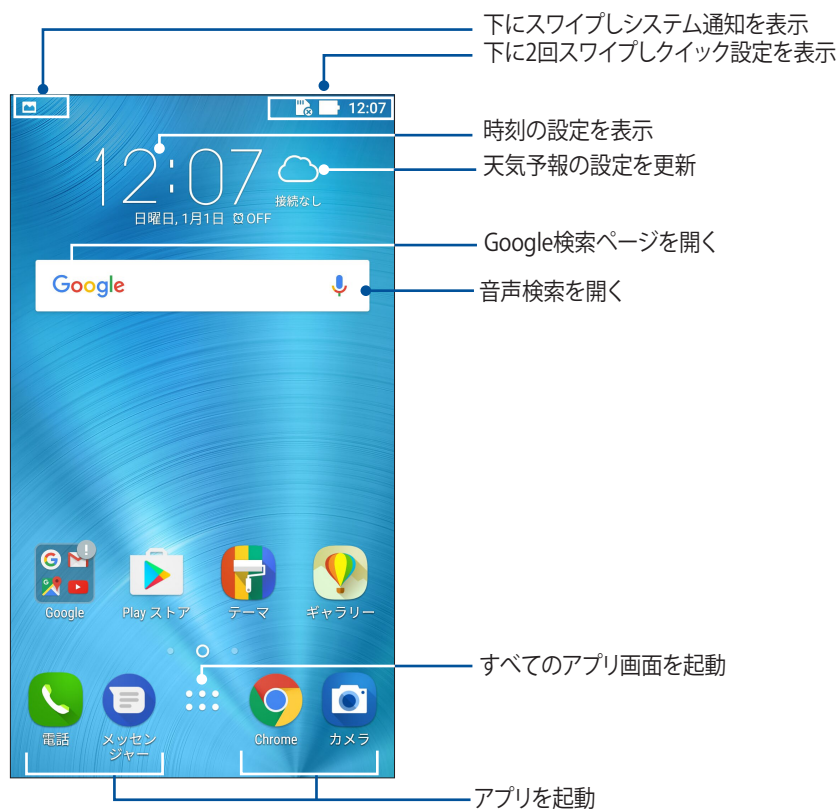 下にスワイプしシステム通知を表示
下に2回スワイプしクイック設定を表示
12:07
時刻の設定を表示
12:07
天気予報の設定を更新
接続なし
日曜日, 1月1日 OFF
Google検索ページを開く
Google
音声検索を開く
Google
Play ストア
テーマ
ギャラリー
すべてのアプリ画面を起動
電話
メッセン
ジャー
Chrome
カメラ
アプリを起動